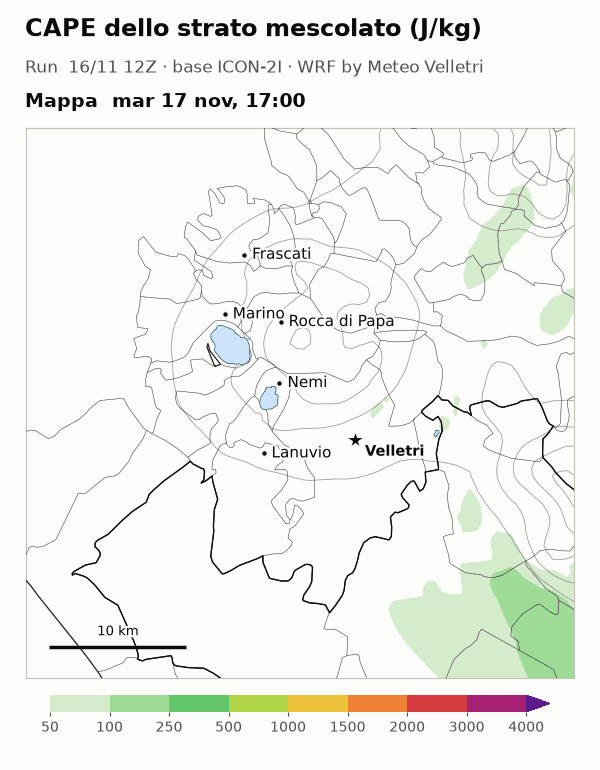 CAPE dello strato mescolato (J/kg)
Run  16/11 12Z · base ICON-2I · WRF by Meteo Velletri
Mappa  mar 17 nov, 17:00
Frascati
Marino
Rocca di Papa
Nemi
Velletri
Lanuvio
10 km
50 100 250 500 1000 1500 2000 3000 4000